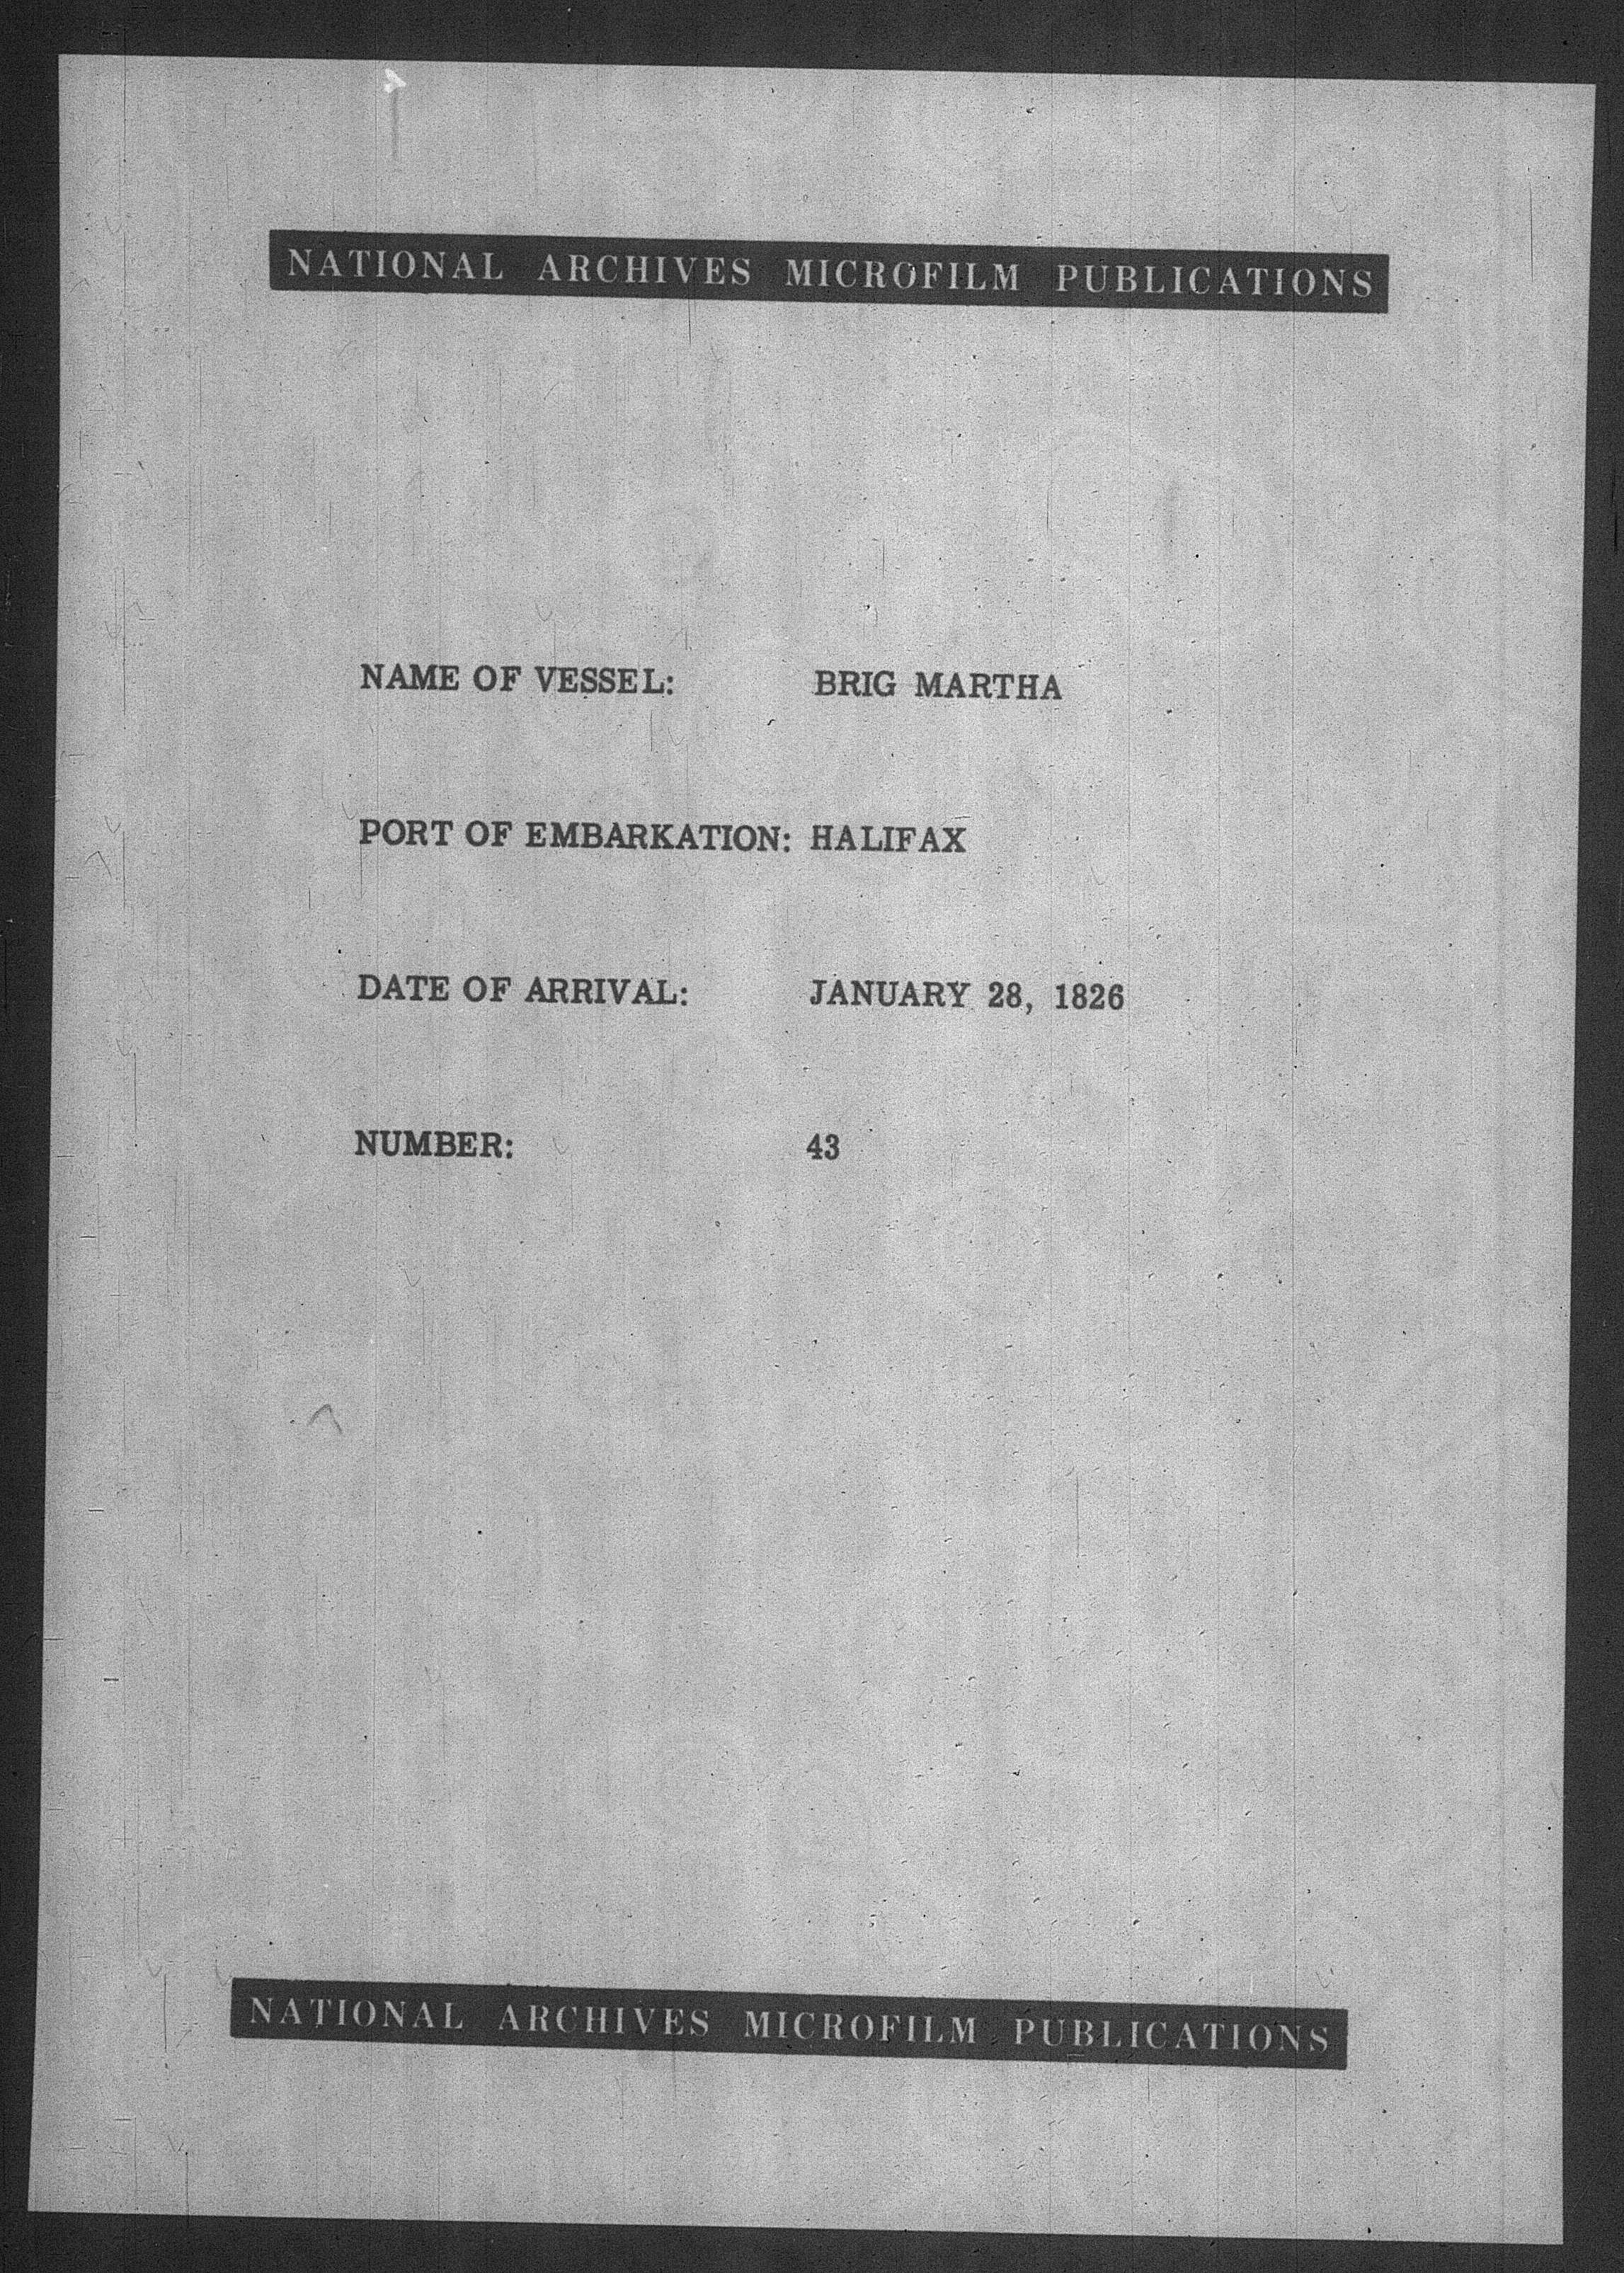 NATIONAL ARCHIVES MICROFILM PUBLICATIONS
NAME OF VESSEL: BRIG MARTHA
PORT OF EMBARKATION: HALIFAX
DATE OF ARRIVAL: JANUARY 28, 1826
NUMBER: 43
NATIONAL ARCHIVES MICROFILM PUBLICATIONS